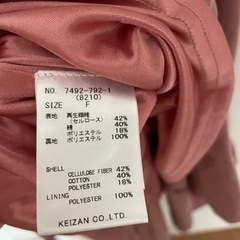 NO. 7492-792-1
(8210)
SIZE F
表地 再生繊維 42%
(セルロース)
綿 40%
ポリエステル 18%
裏地 ポリエステル 100%
SHELL 42%
CELLULOSE FIBER
COTTON 40%
POLYESTER 18%
LINING POLYESTER 100%
KEIZAN CO.,LTD.